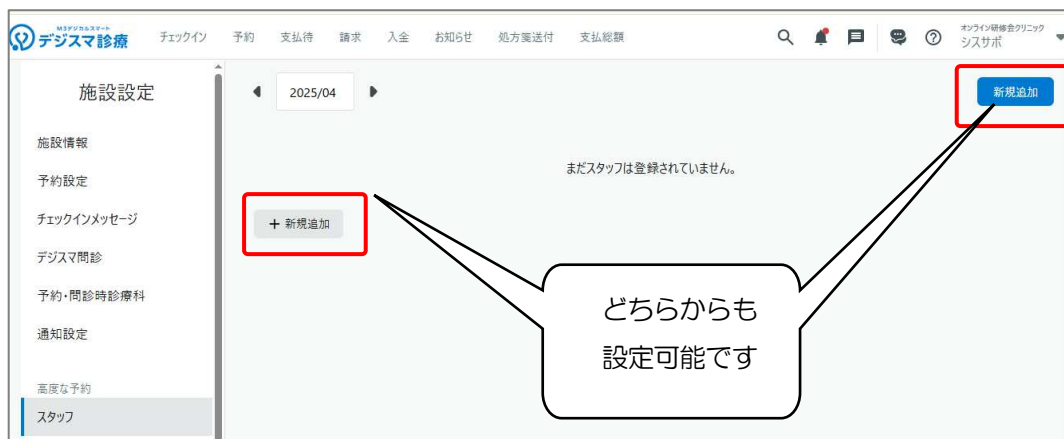 M3デジカルスマート
デジスマ診療
チェックイン 予約 支払待 請求 入金 お知らせ 処方箋送付 支払総額
オンライン研修会クリニック
シスサポ
施設設定
2025/04
新規追加
施設情報
まだスタッフは登録されていません。
予約設定
チェックインメッセージ
+ 新規追加
デジスマ問診
予約・問診時診療科
通知設定
高度な予約
スタッフ
どちらからも
設定可能です